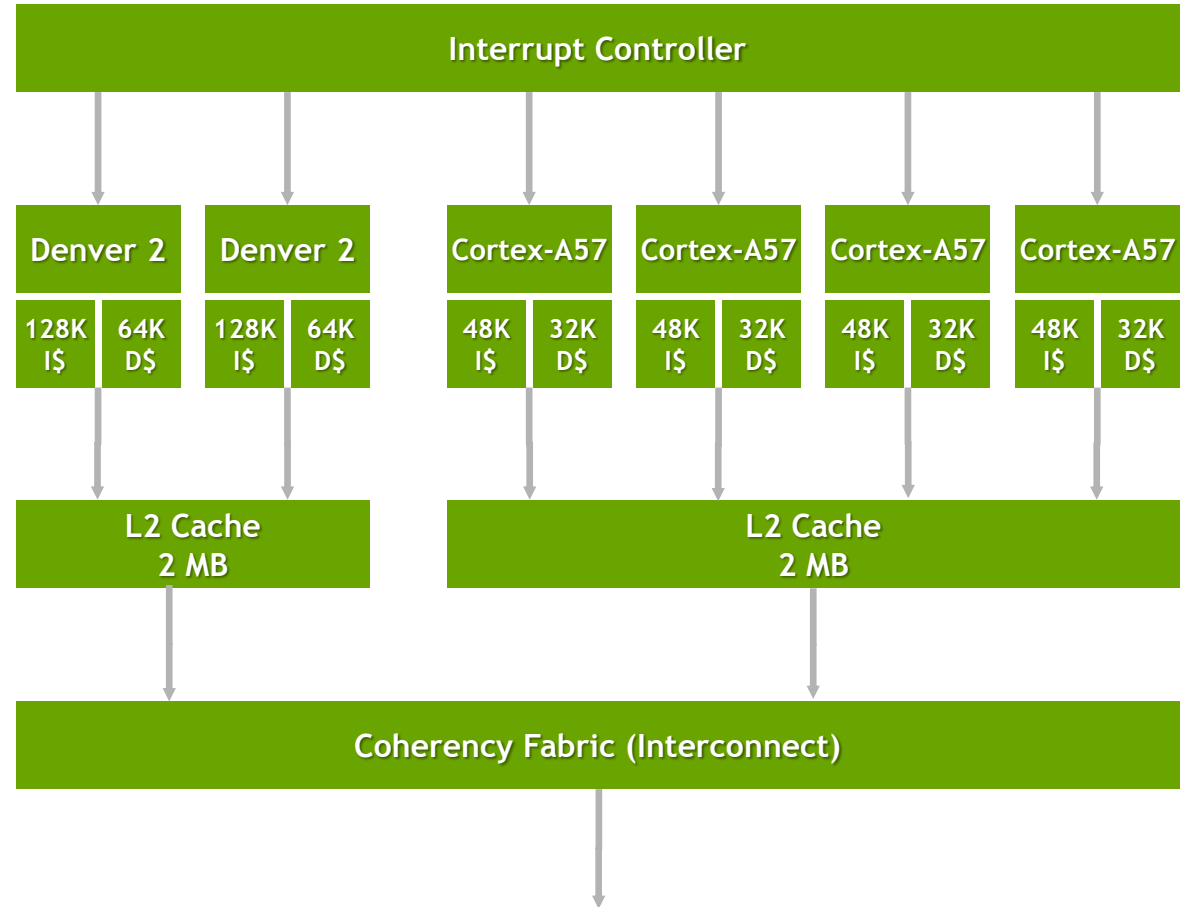 Interrupt Controller
Denver 2
Denver 2
Cortex-A57
Cortex-A57
Cortex-A57
Cortex-A57
128K
I$
64K
D$
128K
I$
64K
D$
48K
I$
32K
D$
48K
I$
32K
D$
48K
I$
32K
D$
48K
I$
32K
D$
L2 Cache
2 MB
L2 Cache
2 MB
Coherency Fabric (Interconnect)